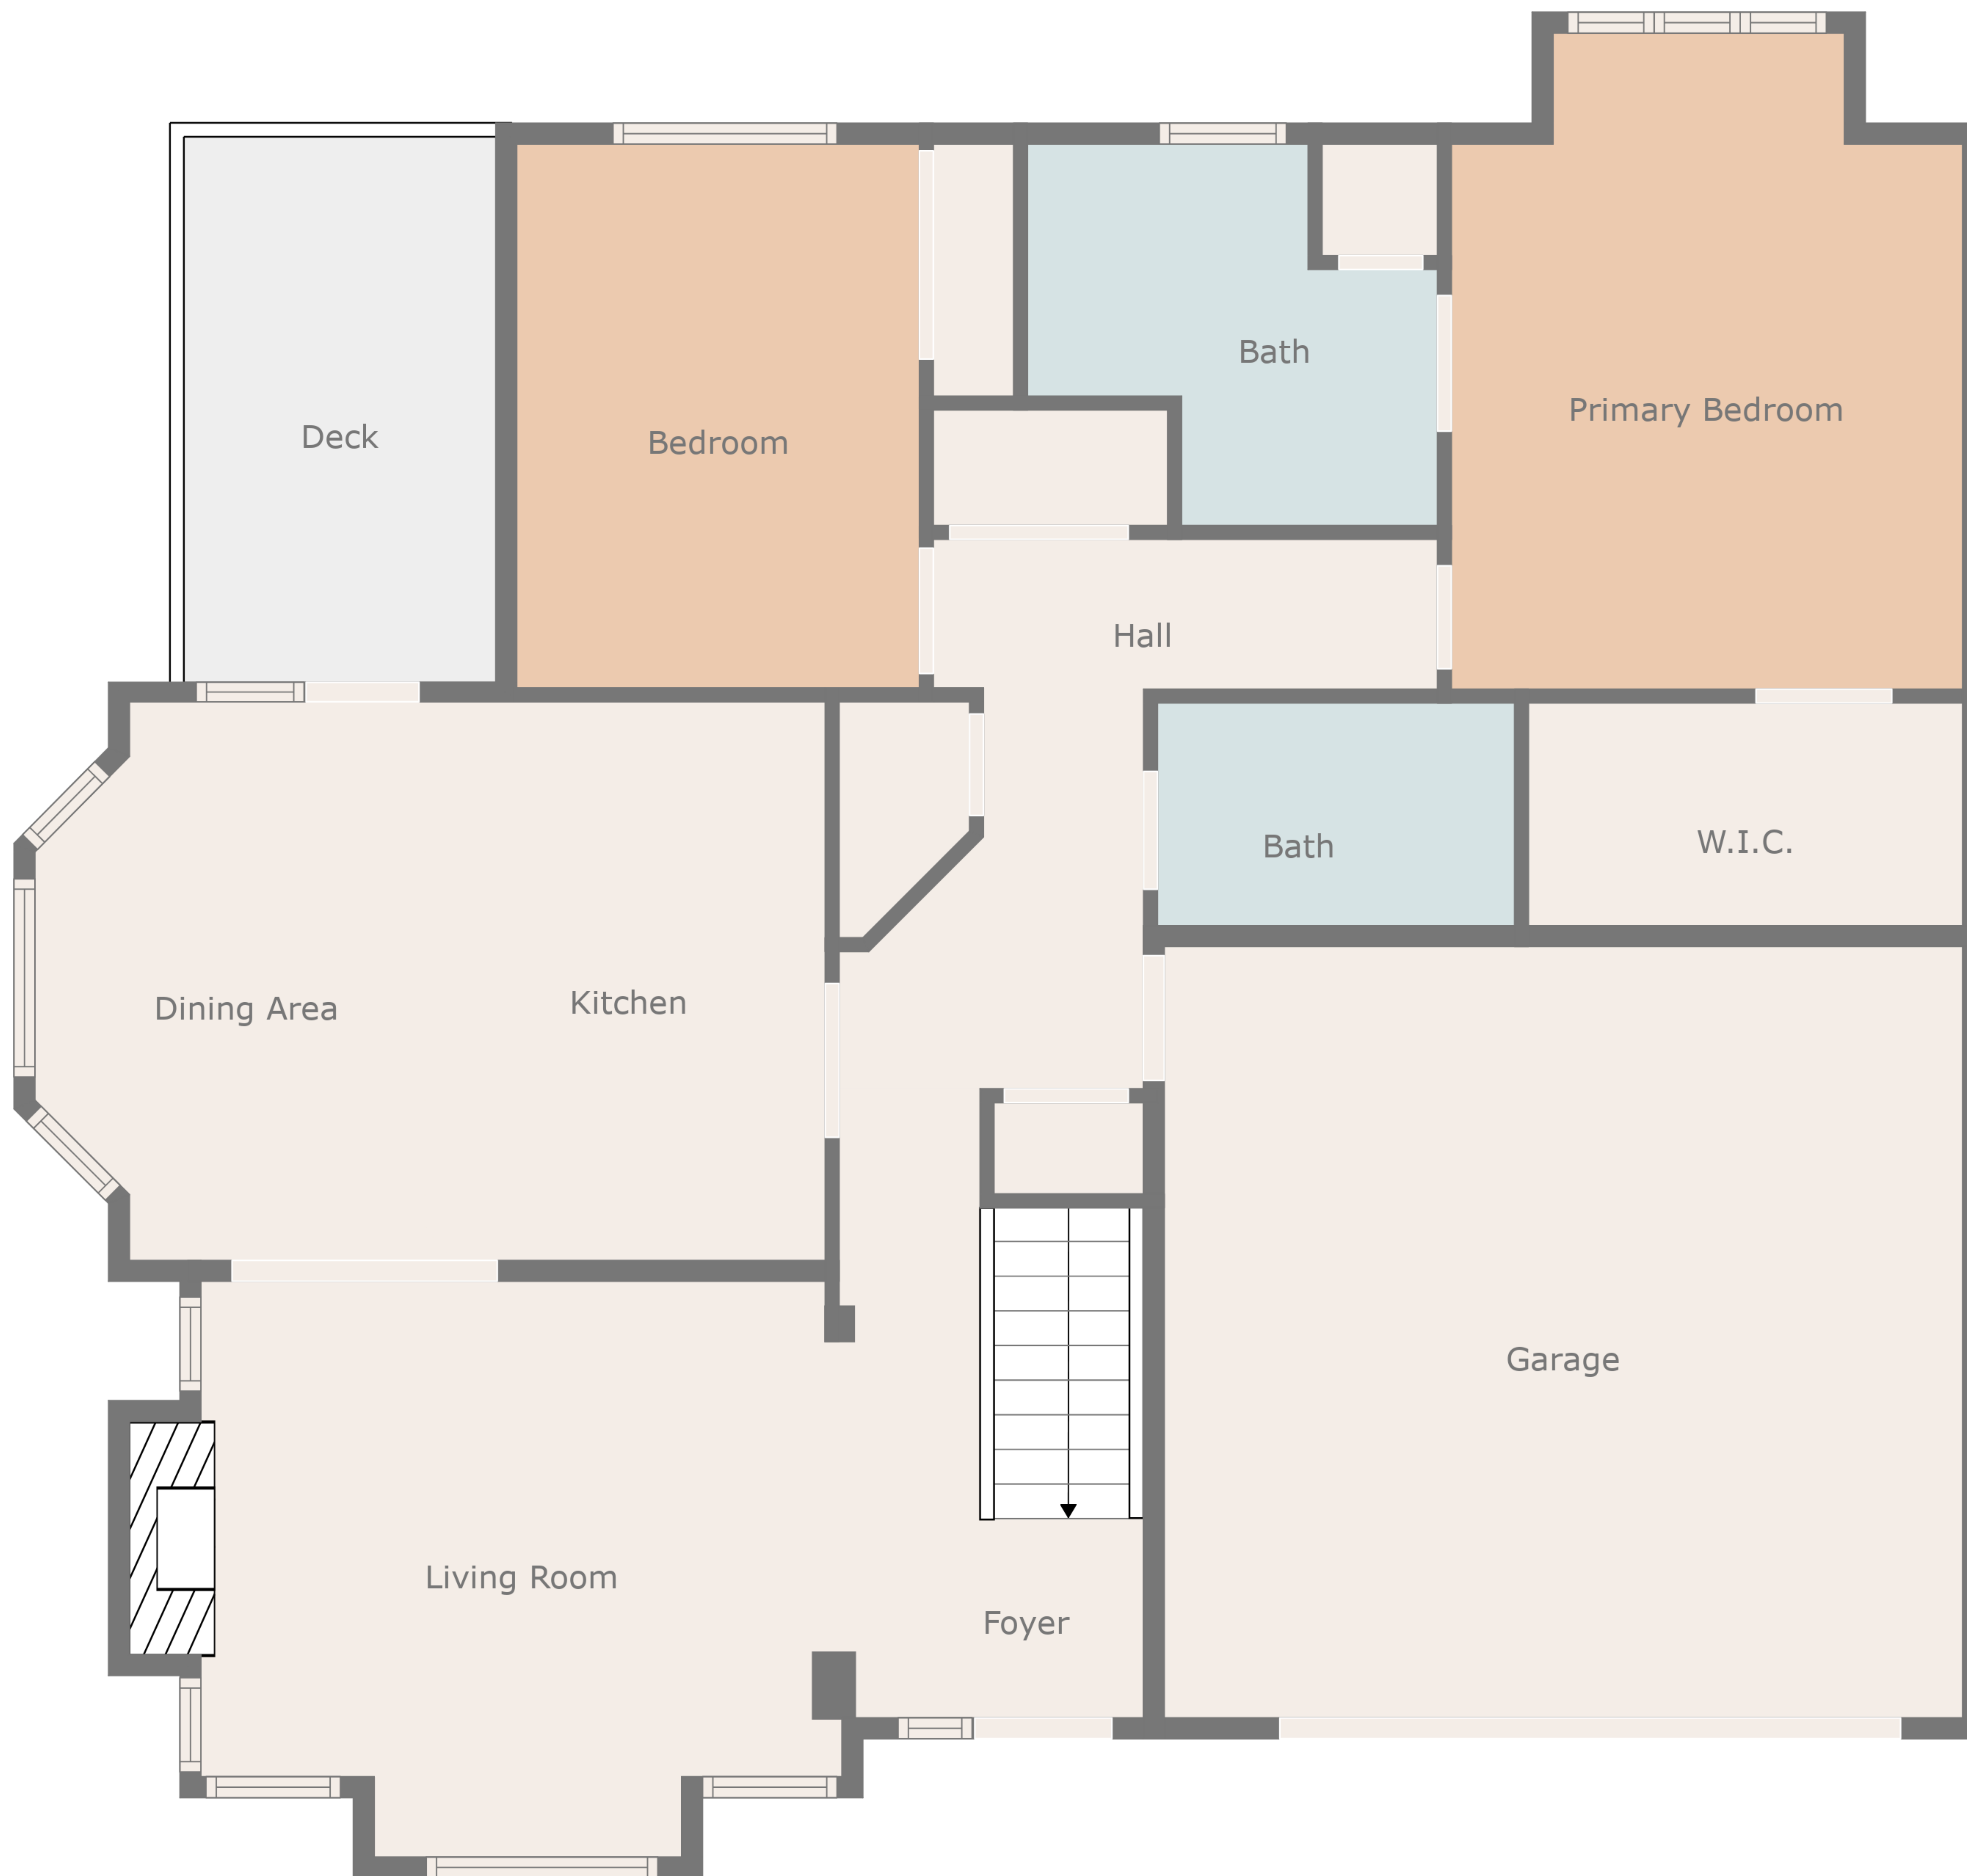 Deck
Bedroom
Bath
Primary Bedroom
Hall
Bath
W.I.C.
Dining Area
Kitchen
Garage
Living Room
Foyer